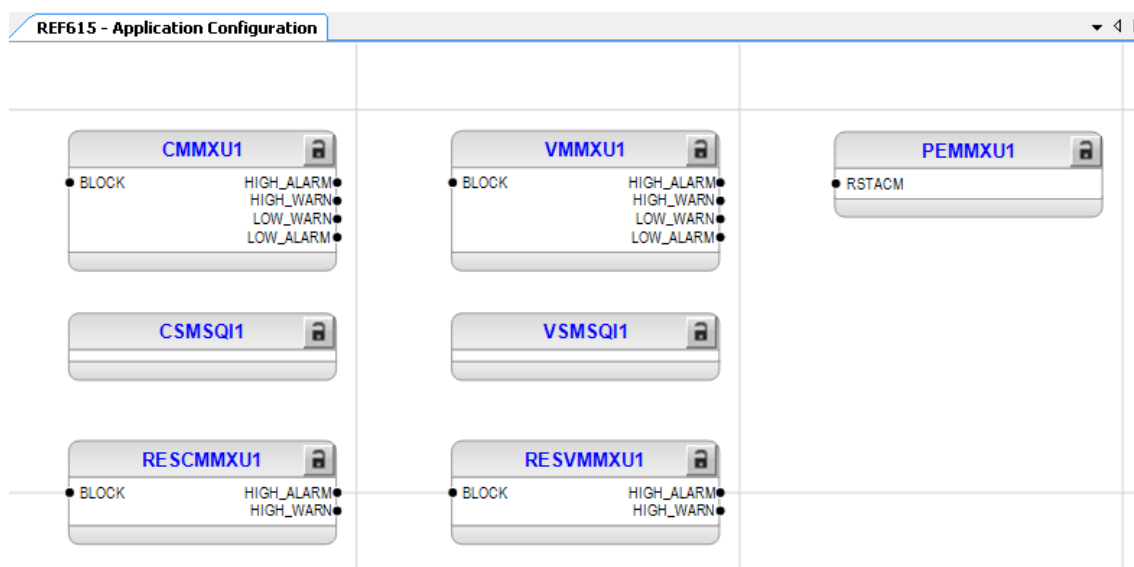 REF615 - Application Configuration
CMMXU1
BLOCK HIGH_ALARM
HIGH_WARN
LOW_WARN
LOW_ALARM
VMMXU1
BLOCK HIGH_ALARM
HIGH_WARN
LOW_WARN
LOW_ALARM
PEMMXU1
RSTACM
CSMSQI1
VSMSQI1
RESCMMXU1
BLOCK HIGH_ALARM
HIGH_WARN
RESVMMXU1
BLOCK HIGH_ALARM
HIGH_WARN